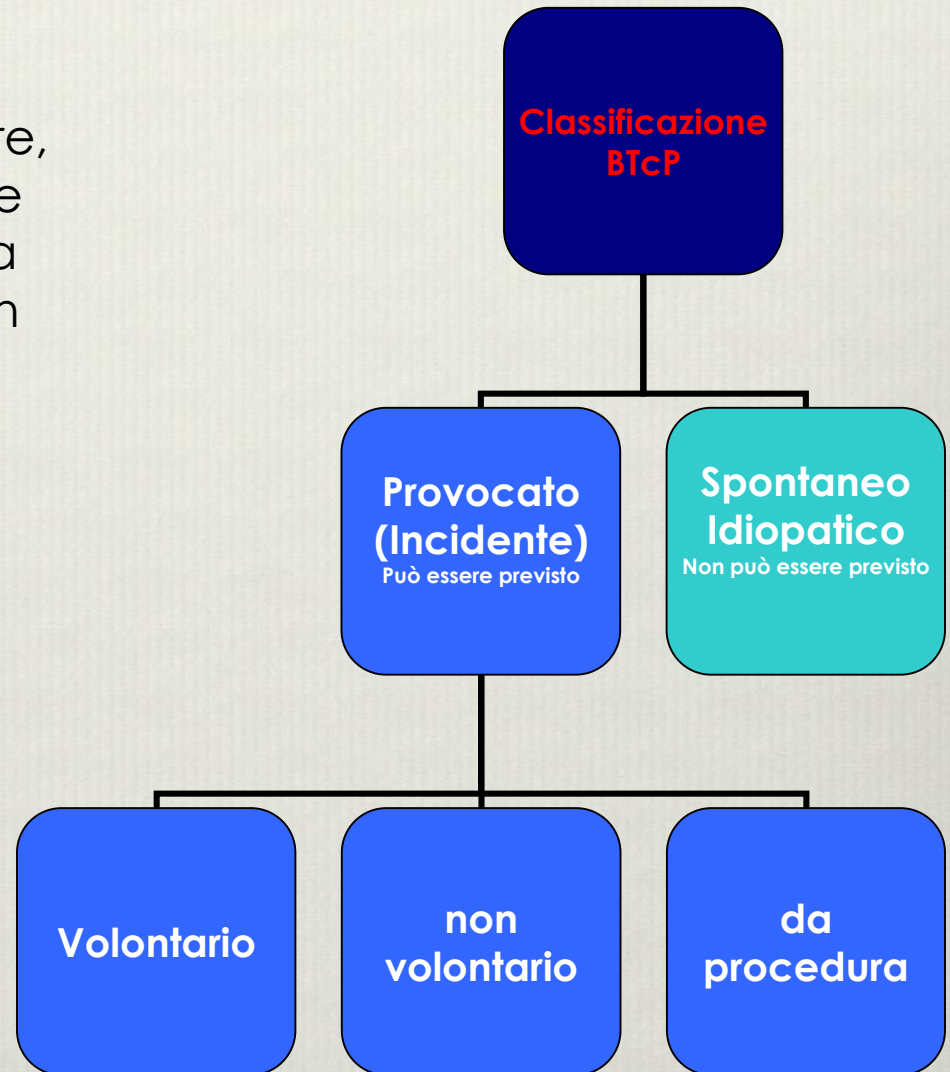 re,
e
a
n
Classificazione
BTcP
Provocato
(Incidente)
Può essere previsto
Spontaneo
Idiopatico
Non può essere previsto
Volontario
non
volontario
da
procedura